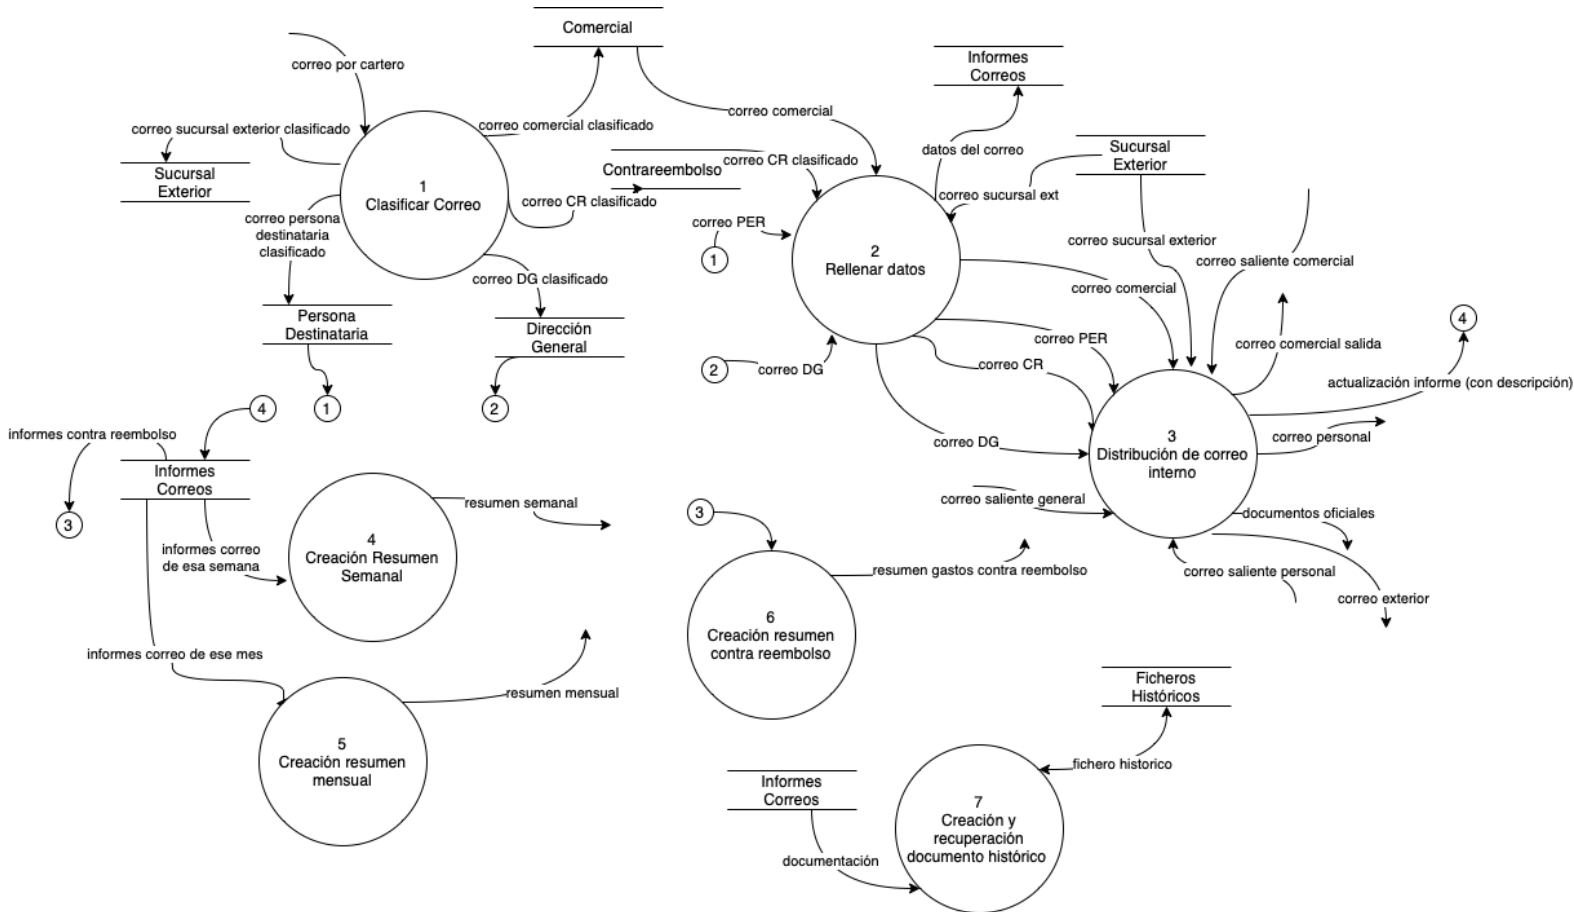 Comercial
correo por cartero
Informes
Correos
correo comercial
correo sucursal exterior clasificado
correo comercial clasificado
Sucursal
Exterior
1
Clasificar Correo
Contrareembolso
correo CR clasificado
datos del correo
Sucursal
Exterior
correo CR clasificado
correo sucursal ext
correo persona
destinataria
clasificado
correo PER
1
2
Rellenar datos
correo sucursal exterior
correo saliente comercial
correo DG clasificado
correo comercial
Persona
Destinataria
Dirección
General
4
correo PER
correo comercial salida
2
correo DG
correo CR
actualización informe (con descripción)
1
2
4
informes contra reembolso
correo DG
3
Distribución de correo
interno
correo personal
Informes
Correos
3
resumen semanal
correo saliente general
3
documentos oficiales
4
Creación Resumen
Semanal
informes correo
de esa semana
resumen gastos contra reembolso
correo saliente personal
correo exterior
6
Creación resumen
contra reembolso
informes correo de ese mes
resumen mensual
Ficheros
Históricos
5
Creación resumen
mensual
fichero historico
Informes
Correos
7
Creación y
recuperación
documento histórico
documentación